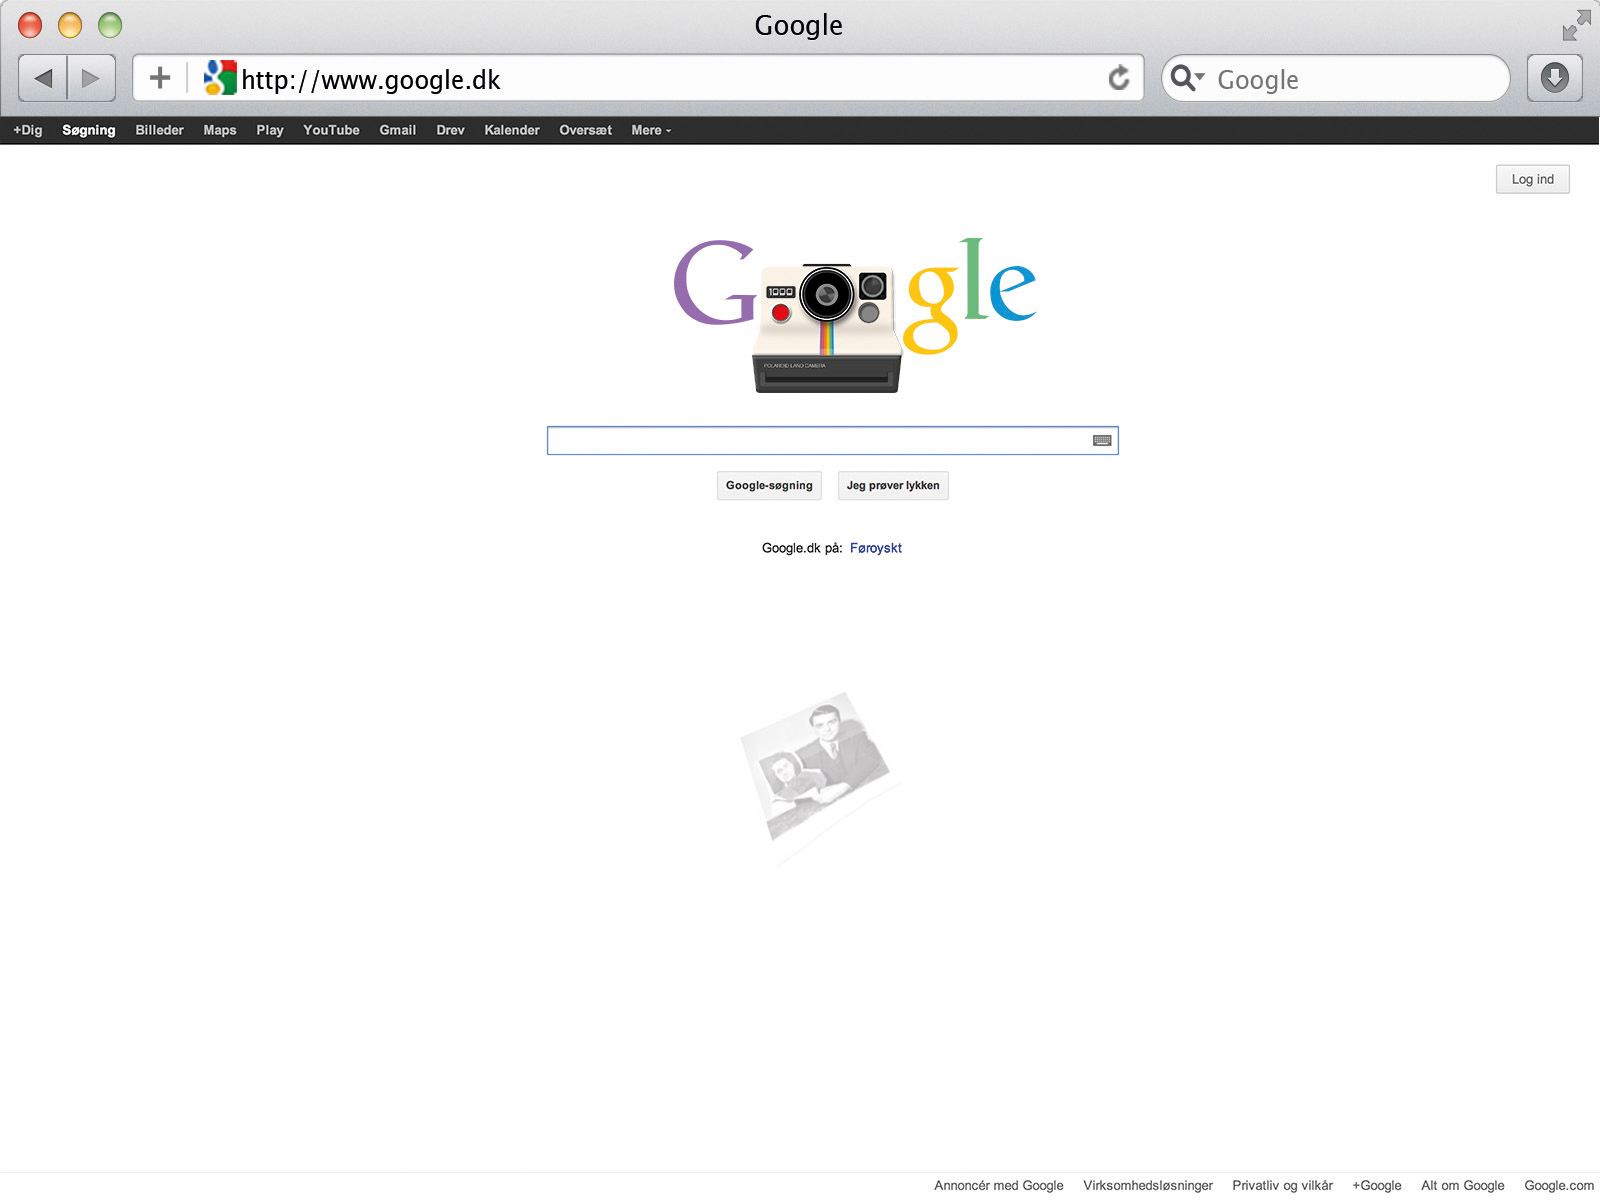 Google
http://www.google.dk
Google
+Dig Søgning Billeder Maps Play YouTube Gmail Drev Kalender Oversæt Mere
Log ind
G gle
1000
POLAROID LAND CAMERA
Google-søgning Jeg prøver lykken
Google.dk på: Føroyskt
Annoncér med Google Virksomhedsløsninger Privatliv og vilkår +Google Alt om Google Google.com